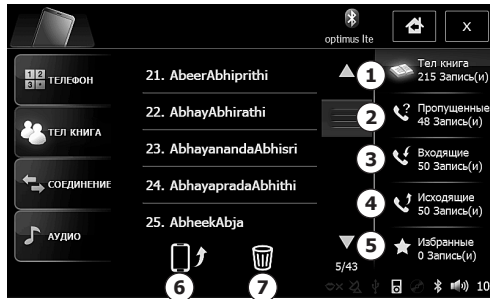 optimus lte
X
ТЕЛЕФОН
ТЕЛ КНИГА
СОЕДИНЕНИЕ
АУДИО
21. AbeerAbhiprithi
22. AbhayAbhirathi
23. AbhayanandaAbhisri
24. AbhayapradaAbhithi
25. AbheekAbja
5/43
1 Тел книга
215 Запись(и)
2 Пропущенные
48 Запись(и)
3 Входящие
50 Запись(и)
4 Исходящие
50 Запись(и)
5 Избранные
0 Запись(и)
6
7
10